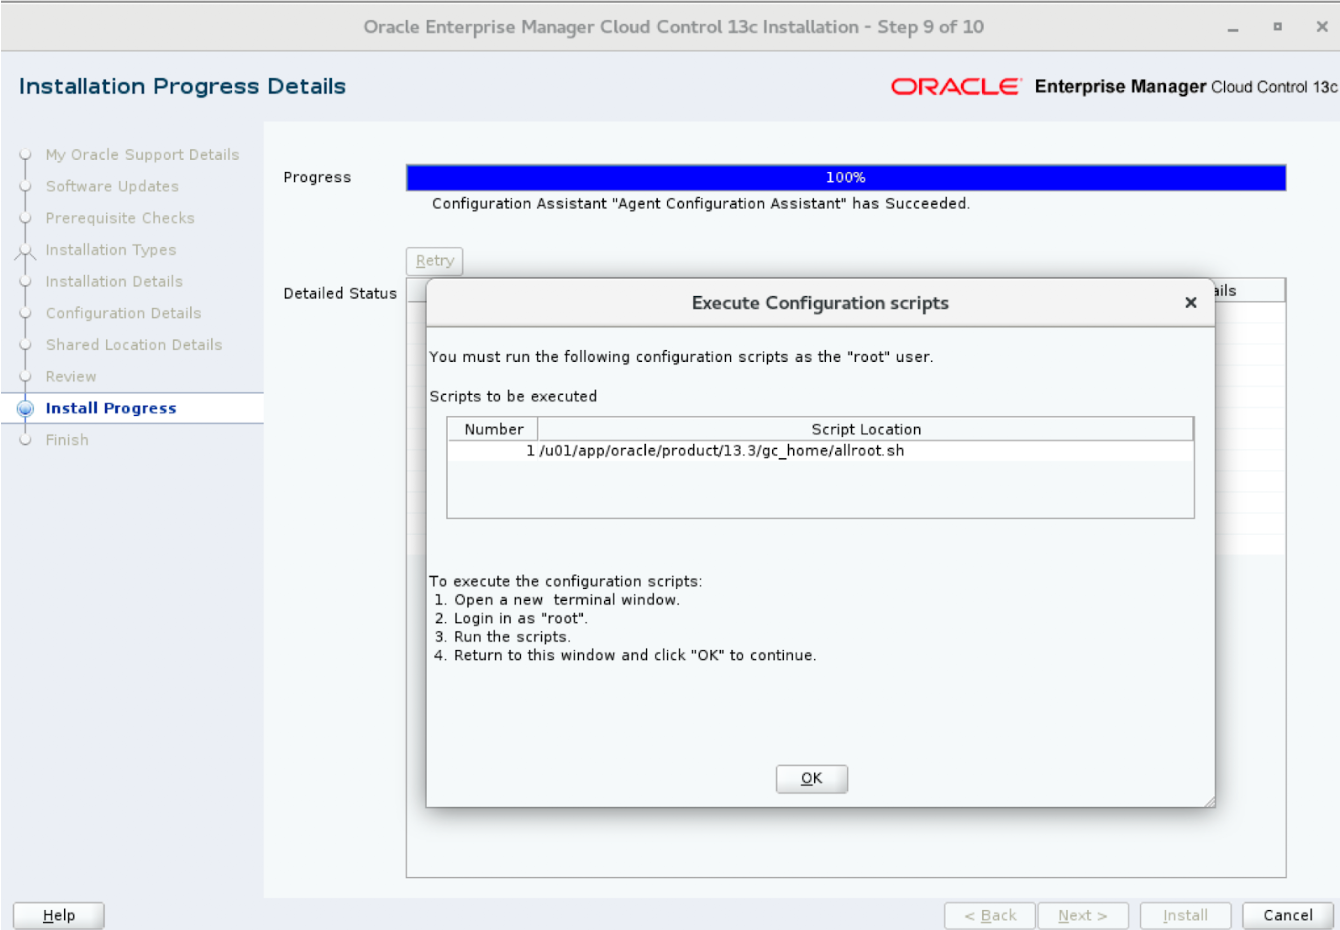 Oracle Enterprise Manager Cloud Control 13c Installation - Step 9 of 10
Installation Progress Details
ORACLE Enterprise Manager Cloud Control 13c
My Oracle Support Details
Software Updates
Prerequisite Checks
Installation Types
Installation Details
Configuration Details
Shared Location Details
Review
Install Progress
Finish
Progress
100%
Configuration Assistant "Agent Configuration Assistant" has Succeeded.
Retry
Detailed Status
Execute Configuration scripts
You must run the following configuration scripts as the "root" user.
Scripts to be executed
Number Script Location
1 /u01/app/oracle/product/13.3/gc_home/allroot.sh
To execute the configuration scripts:
1. Open a new terminal window.
2. Login in as "root".
3. Run the scripts.
4. Return to this window and click "OK" to continue.
OK
Help
< Back Next > Install Cancel